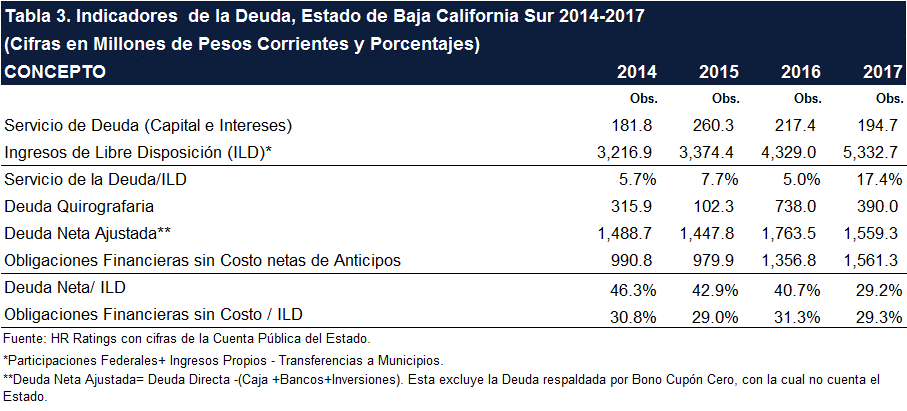 Tabla 3. Indicadores de la Deuda, Estado de Baja California Sur 2014-2017
(Cifras en Millones de Pesos Corrientes y Porcentajes)
CONCEPTO 2014 2015 2016 2017
Obs. Obs. Obs. Obs.
Servicio de Deuda (Capital e Intereses) 181.8 260.3 217.4 194.7
Ingresos de Libre Disposición (ILD)* 3,216.9 3,374.4 4,329.0 5,332.7
Servicio de la Deuda/ILD 5.7% 7.7% 5.0% 17.4%
Deuda Quirografaria 315.9 102.3 738.0 390.0
Deuda Neta Ajustada** 1,488.7 1,447.8 1,763.5 1,559.3
Obligaciones Financieras sin Costo netas de Anticipos 990.8 979.9 1,356.8 1,561.3
Deuda Neta/ ILD 46.3% 42.9% 40.7% 29.2%
Obligaciones Financieras sin Costo / ILD 30.8% 29.0% 31.3% 29.3%
Fuente: HR Ratings con cifras de la Cuenta Pública del Estado.
*Participaciones Federales+ Ingresos Propios - Transferencias a Municipios.
**Deuda Neta Ajustada= Deuda Directa -(Caja +Bancos+Inversiones). Esta excluye la Deuda respaldada por Bono Cupón Cero, con la cual no cuenta el
Estado.